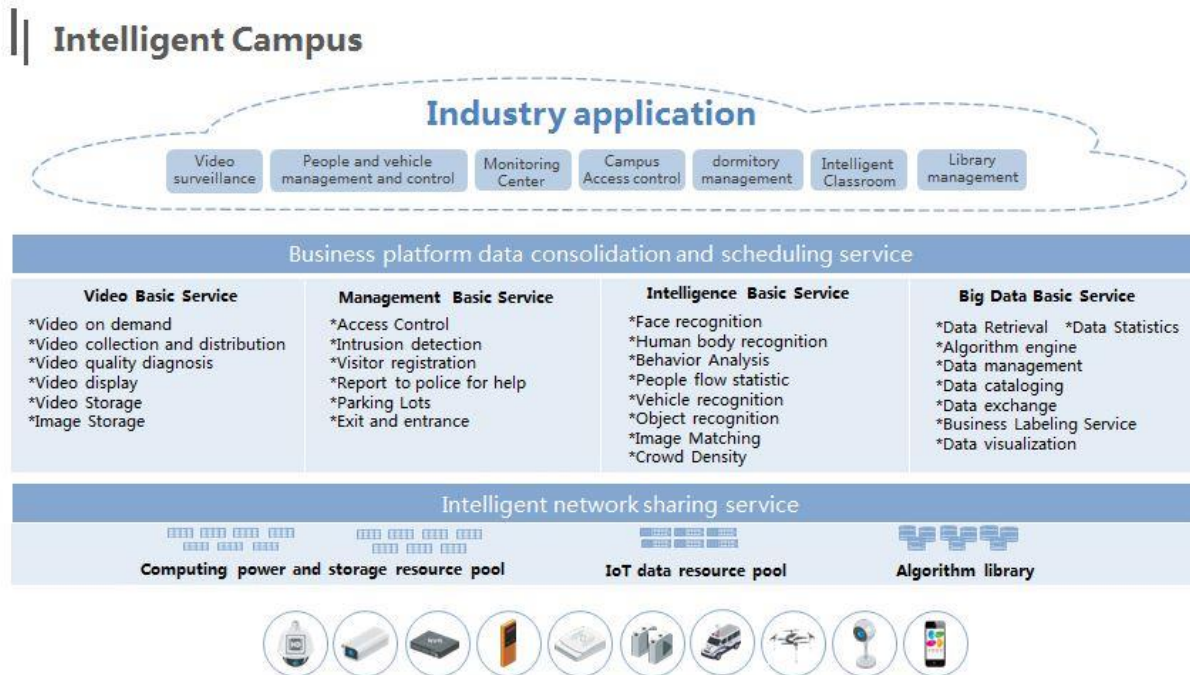 Intelligent Campus
Industry application
Video surveillance
People and vehicle management and control
Monitoring Center
Campus Access control
dormitory management
Intelligent Classroom
Library management
Business platform data consolidation and scheduling service
Video Basic Service
*Video on demand
*Video collection and distribution
*Video quality diagnosis
*Video display
*Video Storage
*Image Storage
Management Basic Service
*Access Control
*Intrusion detection
*Visitor registration
*Report to police for help
*Parking Lots
*Exit and entrance
Intelligence Basic Service
*Face recognition
*Human body recognition
*Behavior Analysis
*People flow statistic
*Vehicle recognition
*Object recognition
*Image Matching
*Crowd Density
Big Data Basic Service
*Data Retrieval *Data Statistics
*Algorithm engine
*Data management
*Data cataloging
*Data exchange
*Business Labeling Service
*Data visualization
Intelligent network sharing service
Computing power and storage resource pool
IoT data resource pool
Algorithm library
HD
NVR